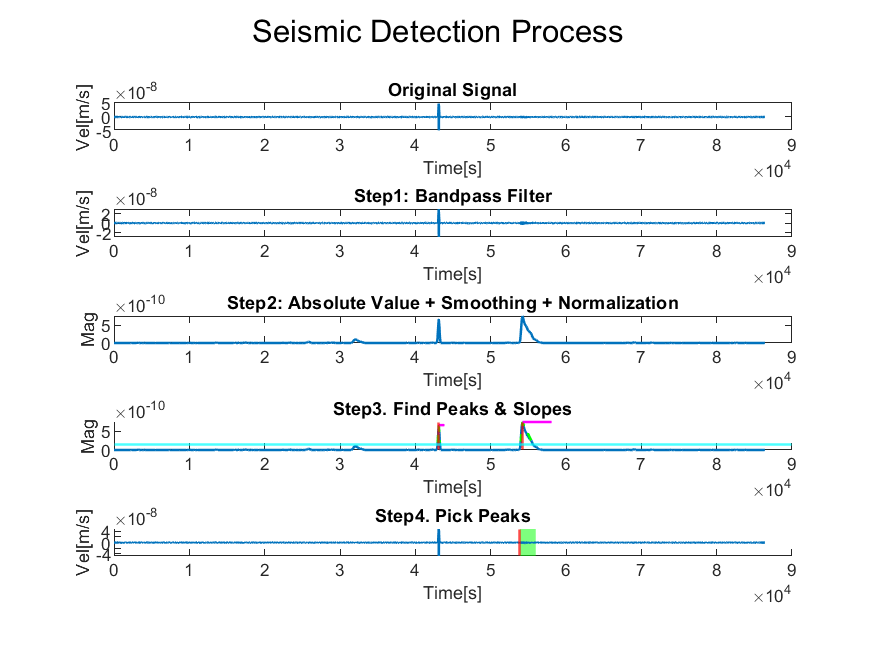 Seismic Detection Process
Original Signal
×10-8
Vel[m/s]
5
0
-5
0 1 2 3 4 5 6 7 8 9
Time[s]
×104
Step1: Bandpass Filter
×10-8
Vel[m/s]
2
0
-2
0 1 2 3 4 5 6 7 8 9
Time[s]
×104
Step2: Absolute Value + Smoothing + Normalization
×10-10
Mag
5
0
0 1 2 3 4 5 6 7 8 9
Time[s]
×104
Step3. Find Peaks & Slopes
×10-10
Mag
5
0
0 1 2 3 4 5 6 7 8 9
Time[s]
×104
Step4. Pick Peaks
×10-8
Vel[m/s]
4
0
-4
0 1 2 3 4 5 6 7 8 9
Time[s]
×104